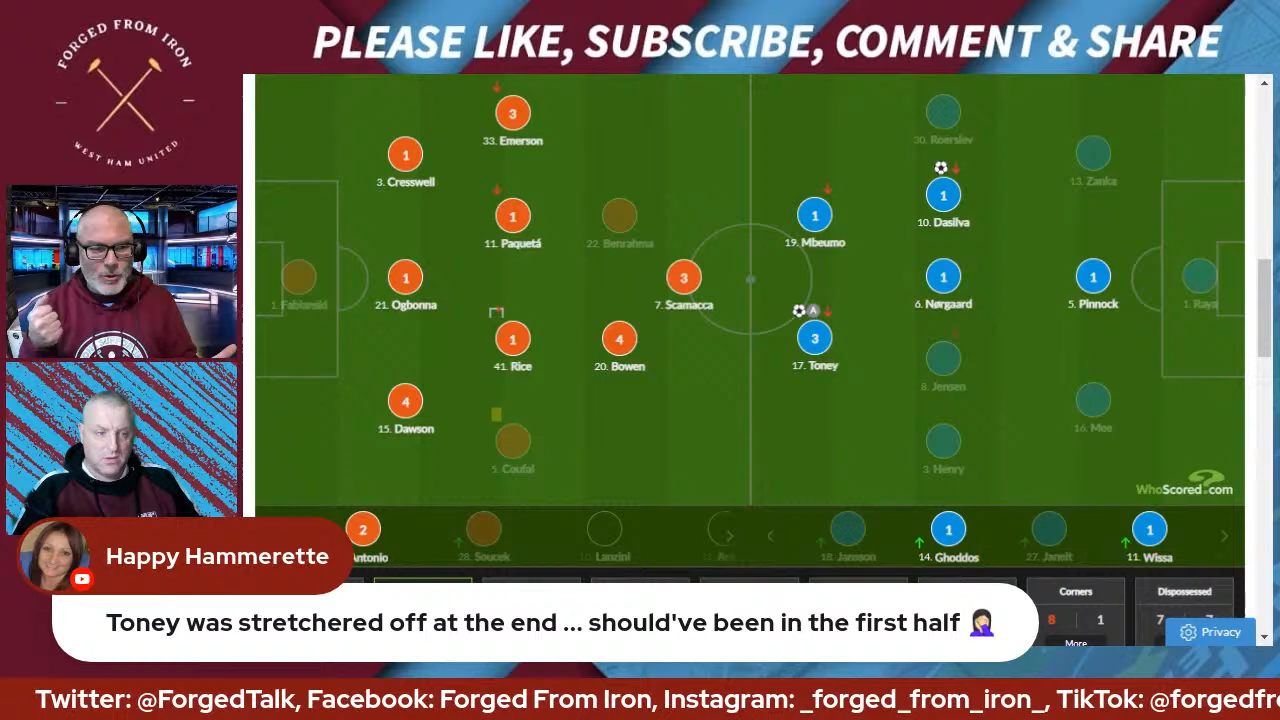 FORGED FROM IRON
WEST HAM UNITED
PLEASE LIKE, SUBSCRIBE, COMMENT & SHARE
3
33. Emerson
30. Roerslev
1
3. Cresswell
13. Zanka
1
10. Dasilva
1
11. Paquetá
22. Benrahma
1
19. Mbeumo
1. Fabianski
1
21. Ogbonna
3
7. Scamacca
1
6. Nørgaard
1
5. Pinnock
1. Raya
1
41. Rice
4
20. Bowen
A
3
17. Toney
8. Jensen
4
15. Dawson
16. Mee
5. Coufal
3. Henry
WhoScored.com
2
Antonio
28. Soucek
10. Lanzini
18. Jansson
1
14. Ghoddos
27. Janelt
1
11. Wissa
Corners
8 1
More
Dispossessed
7 7
Privacy
Happy Hammerette
Toney was stretchered off at the end ... should've been in the first half
Twitter: @ForgedTalk, Facebook: Forged From Iron, Instagram: _forged_from_iron_, TikTok: @forgedfr